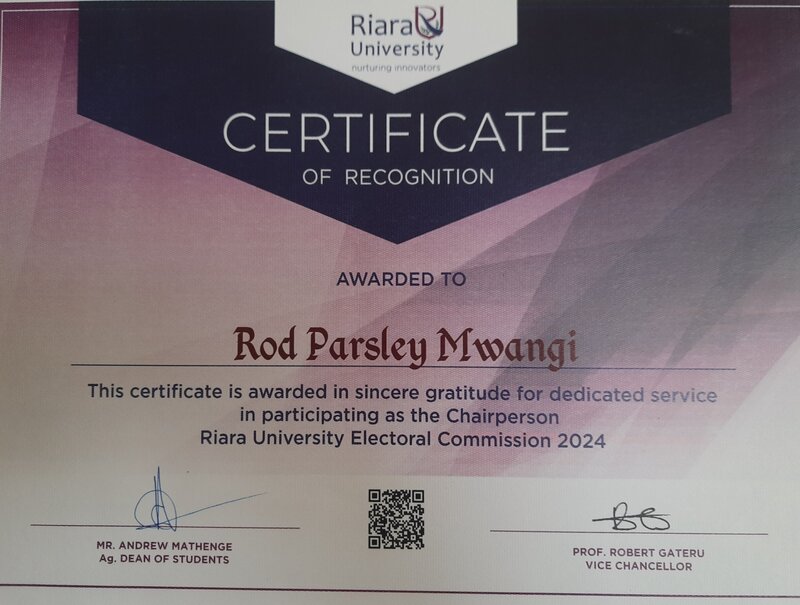 Riara
University
nurturing innovators
CERTIFICATE
OF RECOGNITION
AWARDED TO
Rod Parsley Mwangi
This certificate is awarded in sincere gratitude for dedicated service
in participating as the Chairperson
Riara University Electoral Commission 2024
MR. ANDREW MATHENGE
Ag. DEAN OF STUDENTS
PROF. ROBERT GATERU
VICE CHANCELLOR